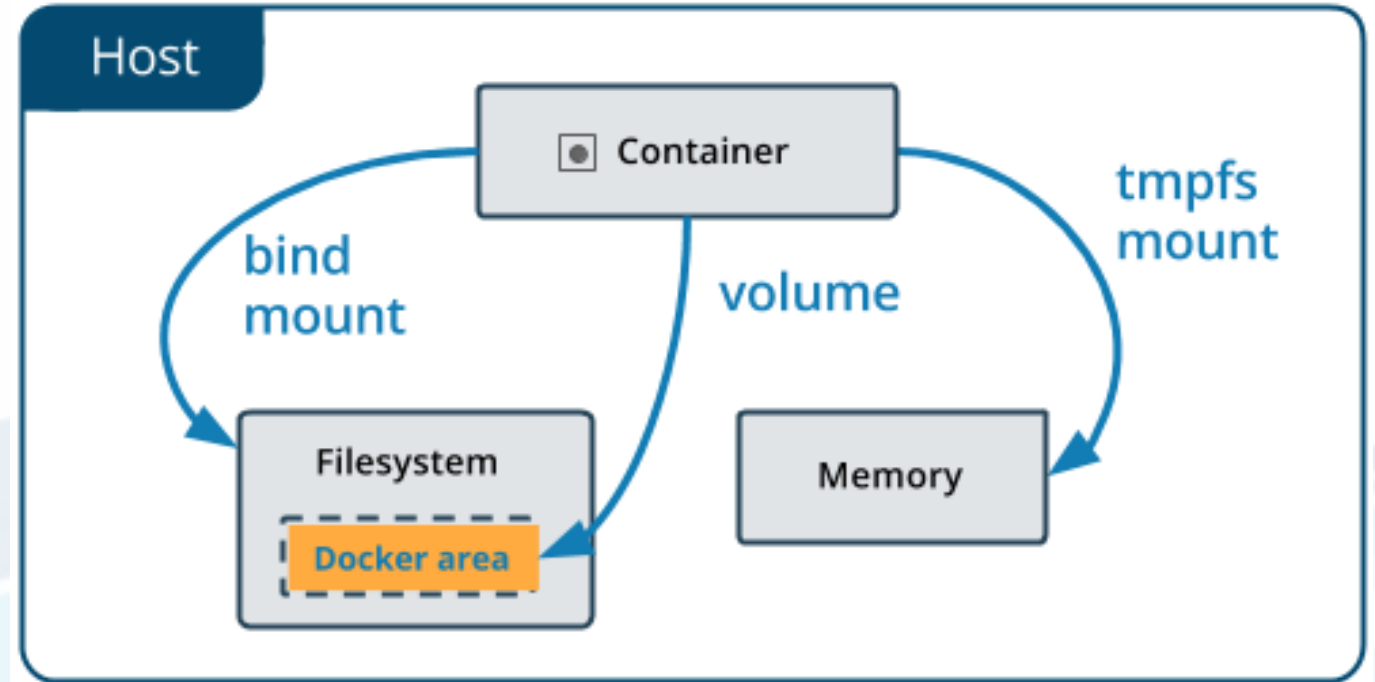 Host
Container
bind
mount
volume
tmpfs
mount
Filesystem
Docker area
Memory